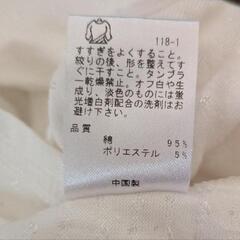 118-1
すすぎをよくすること。
絞りの後、形を整えてす
ぐに干すこと。タンブラ
ー乾燥禁止。オフ白や生
成り、淡色のものには蛍
光増白剤配合の洗剤はお
避け下さい。
品質
綿 95%
ポリエステル 5%
中国製